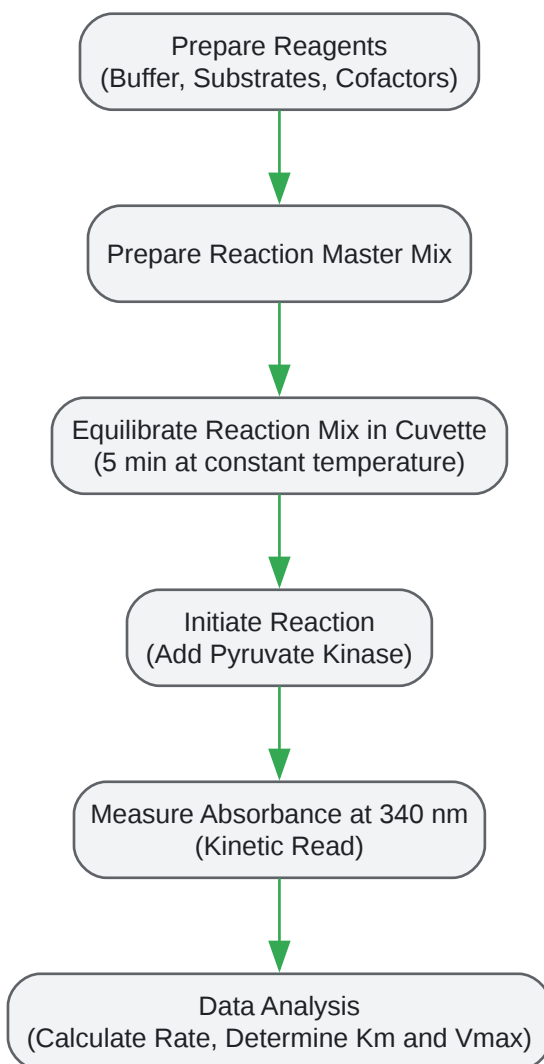 Prepare Reagents
(Buffer, Substrates, Cofactors)
Prepare Reaction Master Mix
Equilibrate Reaction Mix in Cuvette
(5 min at constant temperature)
Initiate Reaction
(Add Pyruvate Kinase)
Measure Absorbance at 340 nm
(Kinetic Read)
Data Analysis
(Calculate Rate, Determine Km and Vmax)